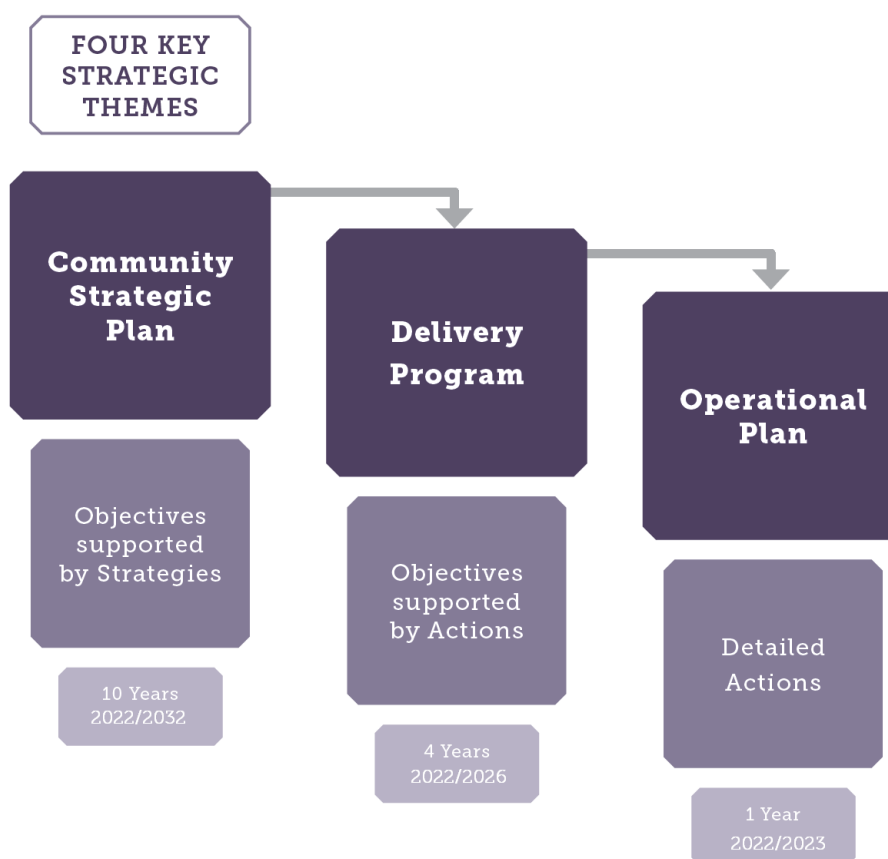 FOUR KEY
STRATEGIC
THEMES
Community
Strategic
Plan
Objectives
supported
by Strategies
10 Years
2022/2032
Delivery
Program
Objectives
supported
by Actions
4 Years
2022/2026
Operational
Plan
Detailed
Actions
1 Year
2022/2023